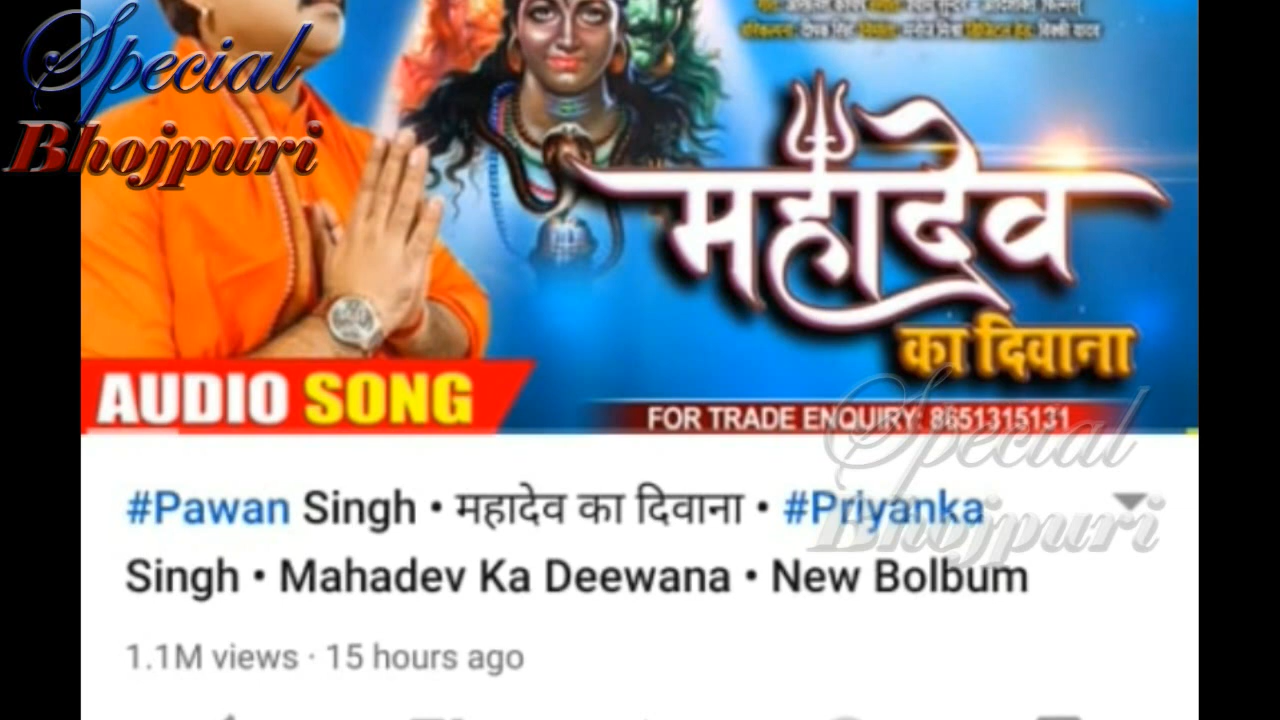 Special
Bhojpuri
महादेव
का दिवाना
AUDIO SONG
FOR TRADE ENQUIRY: 8651315131
Special
Bhojpuri
#Pawan Singh • महादेव का दिवाना • #Priyanka
Singh • Mahadev Ka Deewana • New Bolbum
1.1M views · 15 hours ago